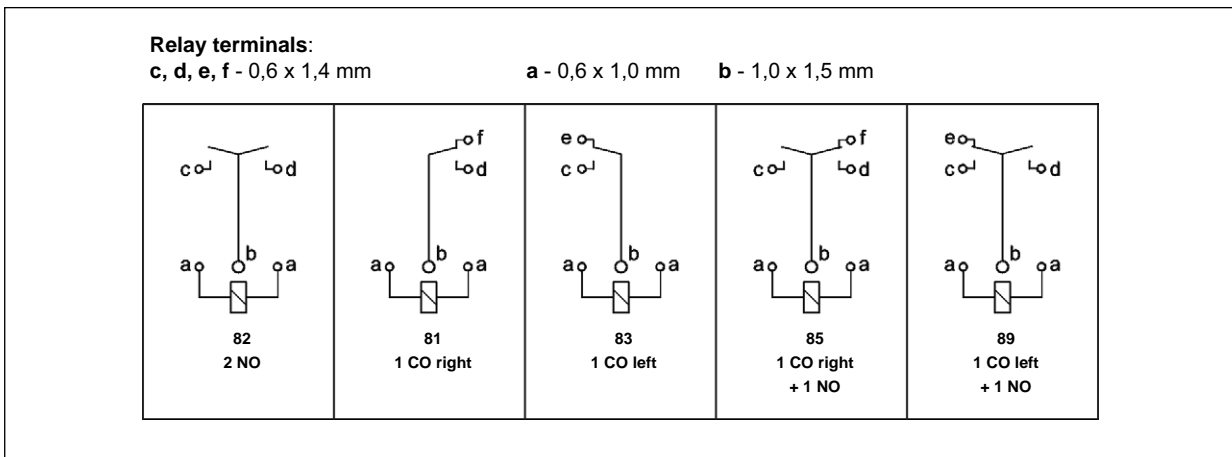 Relay terminals:
c, d, e, f - 0,6 x 1,4 mm a - 0,6 x 1,0 mm b - 1,0 x 1,5 mm
c d
a b a
82
2 NO
f
d
a b a
81
1 CO right
e
c
a b a
83
1 CO left
f
c d
a b a
85
1 CO right
+ 1 NO
e
c d
a b a
89
1 CO left
+ 1 NO